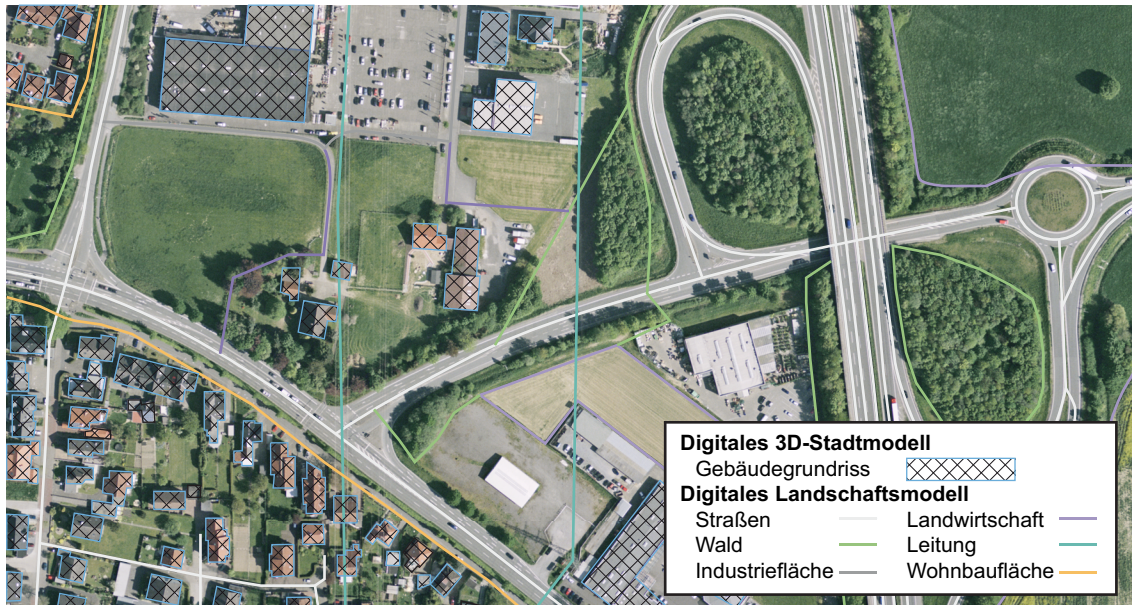 Digitales 3D-Stadtmodell
Gebäudegrundriss
Digitales Landschaftsmodell
Straßen Landwirtschaft
Wald Leitung
Industriefläche Wohnbaufläche